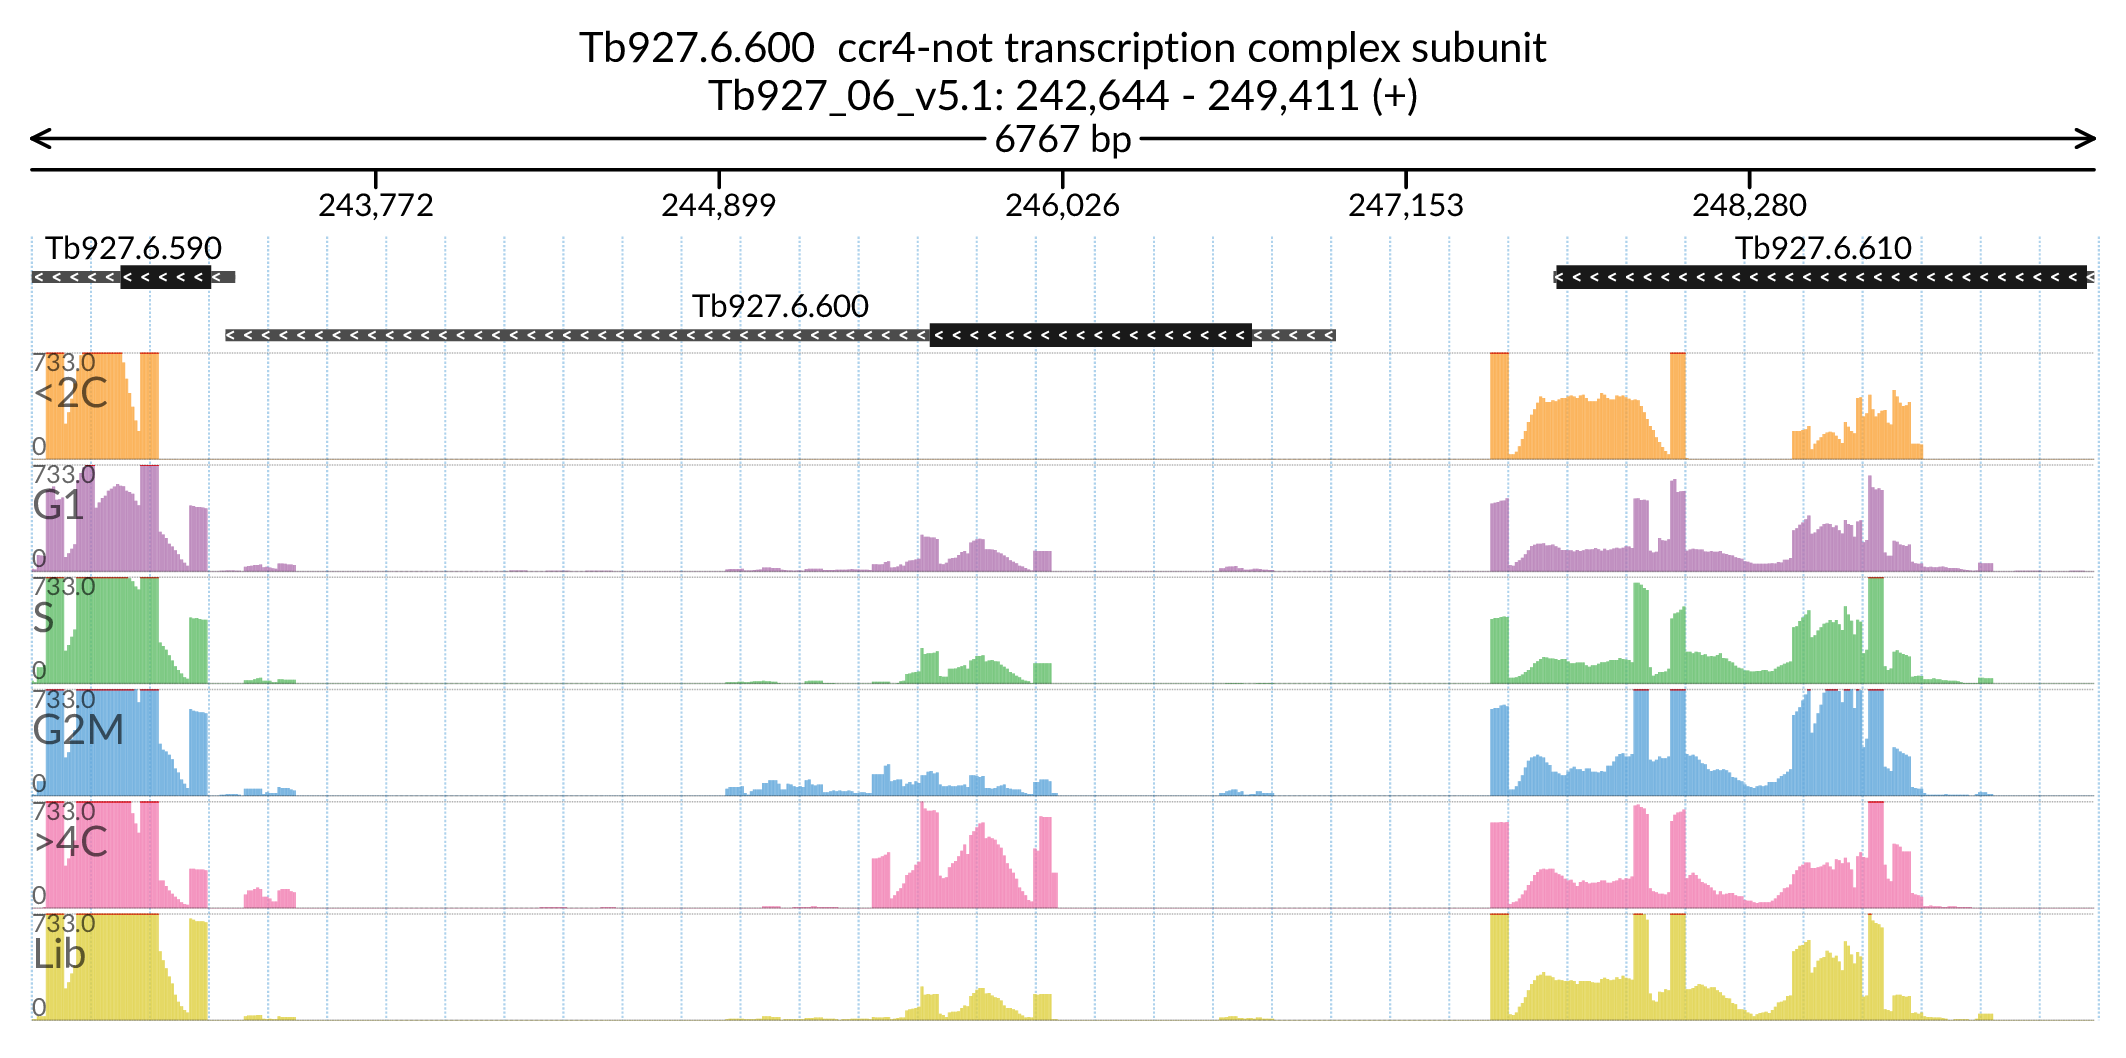 Tb927.6.600  ccr4-not transcription complex subunit
Tb927_06_v5.1: 242,644 - 249,411 (+)
6767 bp
243,772 244,899 246,026 247,153 248,280
Tb927.6.590 Tb927.6.610
Tb927.6.600
733.0
<2C
0
733.0
G1
0
733.0
S
0
733.0
G2M
0
733.0
>4C
0
733.0
Lib
0